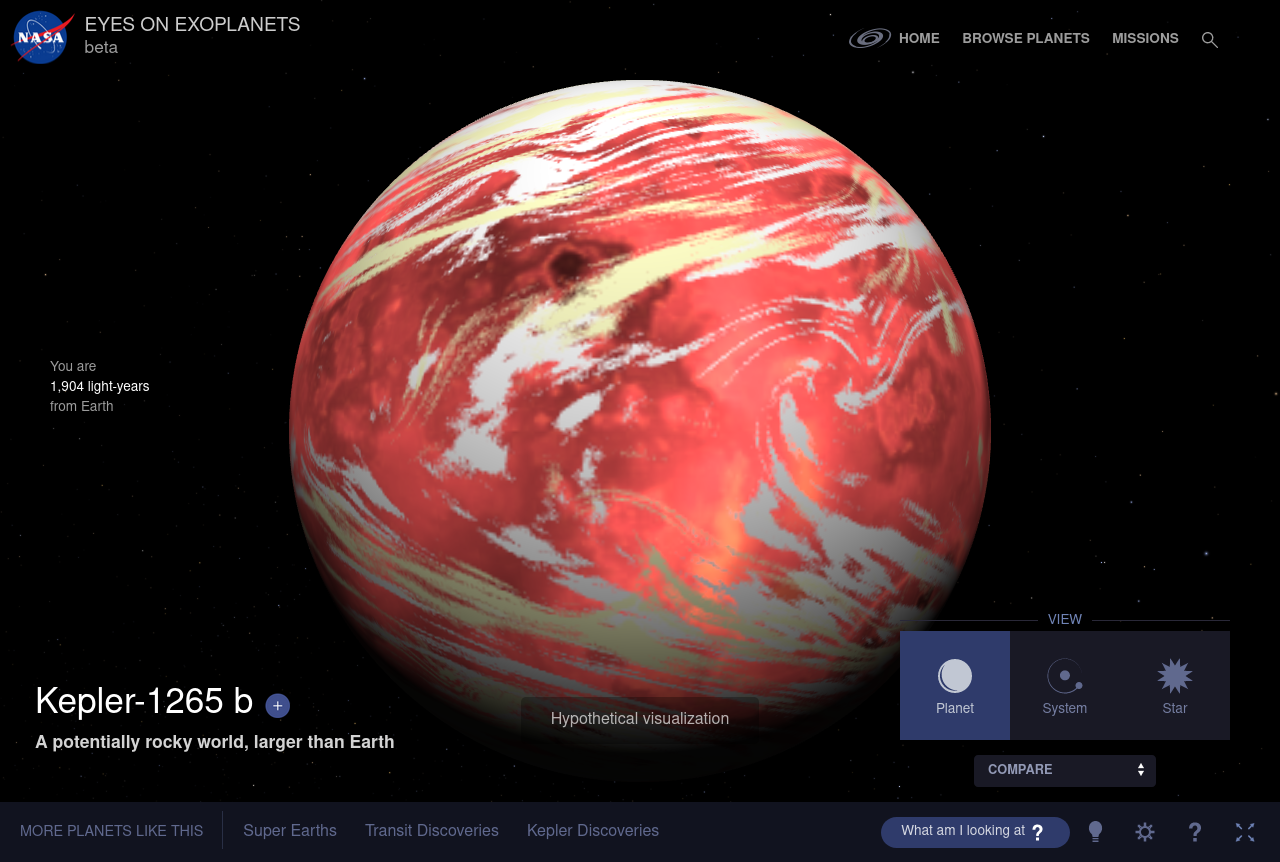 NASA
EYES ON EXOPLANETS
beta
HOME
BROWSE PLANETS
MISSIONS
You are
1,904 light-years
from Earth
VIEW
Planet
System
Star
Kepler-1265 b +
A potentially rocky world, larger than Earth
Hypothetical visualization
COMPARE
MORE PLANETS LIKE THIS
Super Earths
Transit Discoveries
Kepler Discoveries
What am I looking at ?
?